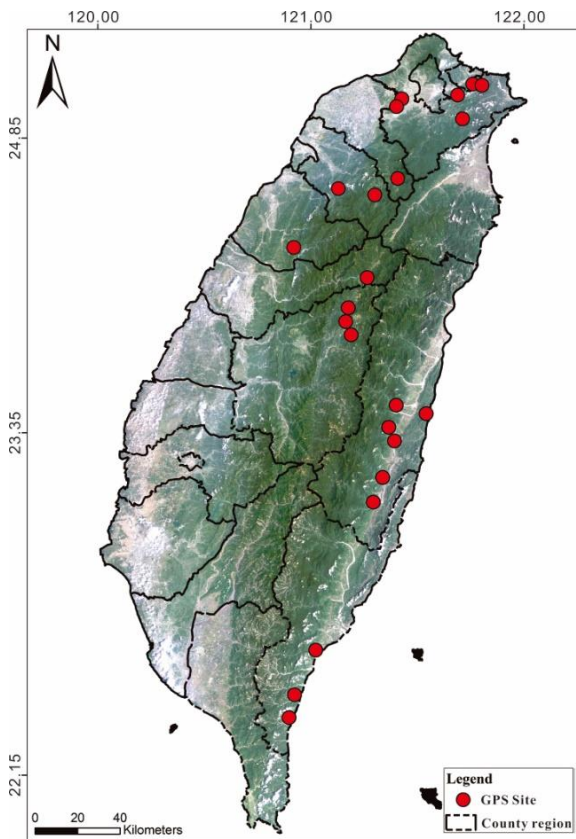 120.00 121.00 122.00
N
24.85
23.35
22.15
Legend
GPS Site
County region
0 20 40
Kilometers